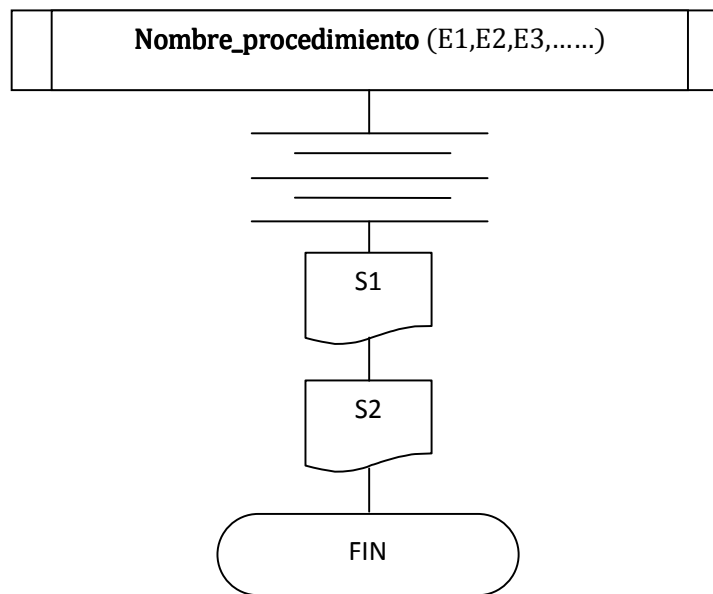 Nombre_procedimiento (E1,E2,E3,......)
S1
S2
FIN